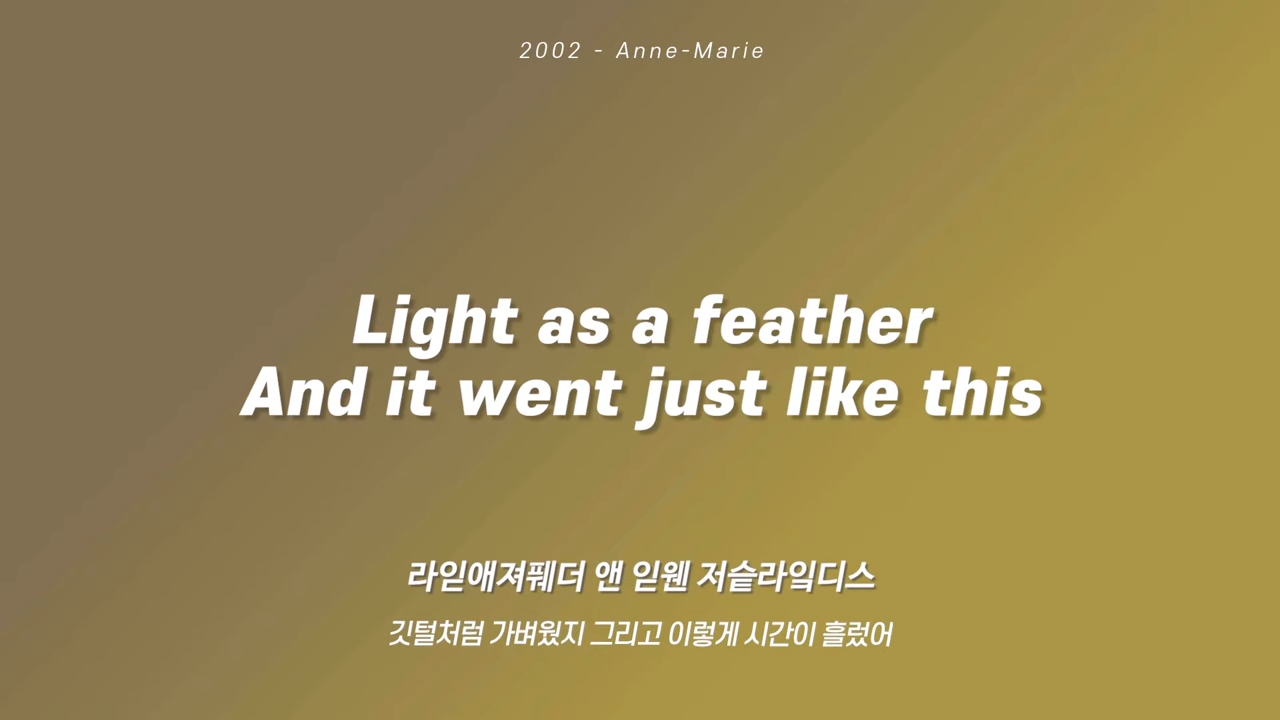 2002 - Anne-Marie
Light as a feather
And it went just like this
라읻애져풰더 앤 읻웬 저슽라잌디스
깃털처럼 가벼웠지 그리고 이렇게 시간이 흘렀어